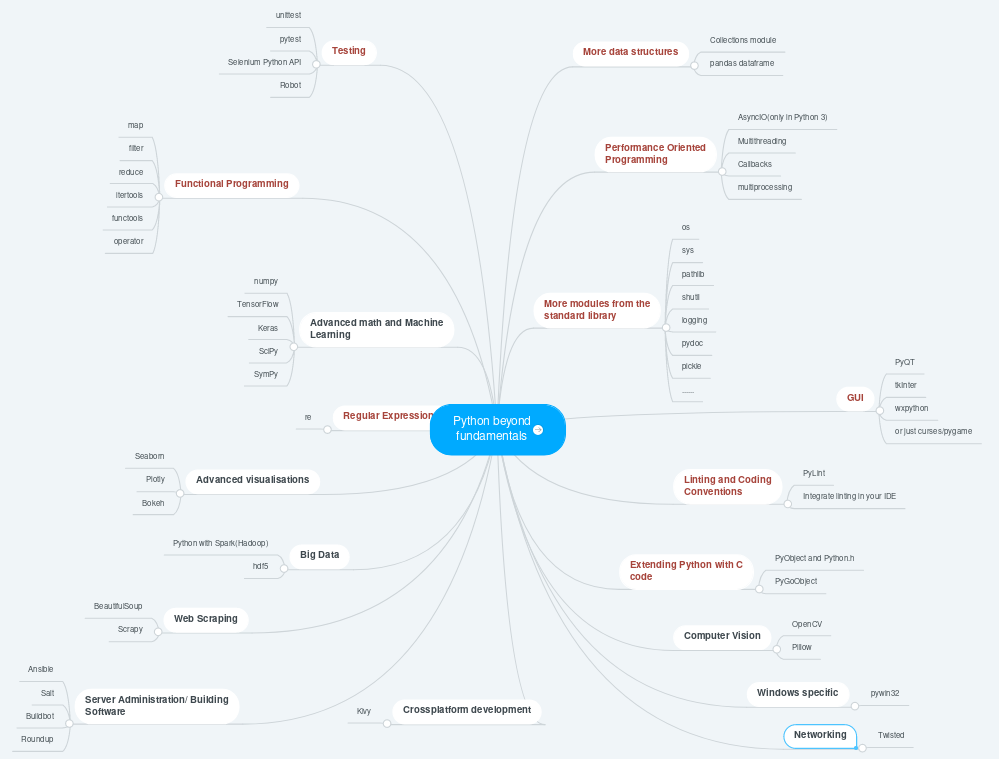 Python beyond
fundamentals
Testing
unittest
pytest
Selenium Python API
Robot
Functional Programming
map
filter
reduce
itertools
functools
operator
Advanced math and Machine
Learning
numpy
TensorFlow
Keras
SciPy
SymPy
Regular Expression
re
Advanced visualisations
Seaborn
Plotly
Bokeh
Big Data
Python with Spark(Hadoop)
hdf5
Web Scraping
BeautifulSoup
Scrapy
Server Administration/ Building
Software
Ansible
Salt
Buildbot
Roundup
Crossplatform development
Kivy
More data structures
Collections module
pandas dataframe
Performance Oriented
Programming
AsyncIO(only in Python 3)
Multithreading
Callbacks
multiprocessing
More modules from the
standard library
os
sys
pathlib
shutil
logging
pydoc
pickle
......
GUI
PyQT
tkinter
wxpython
or just curses/pygame
Linting and Coding
Conventions
PyLint
Integrate linting in your IDE
Extending Python with C
code
PyObject and Python.h
PyGoObject
Computer Vision
OpenCV
Pillow
Windows specific
pywin32
Networking
Twisted